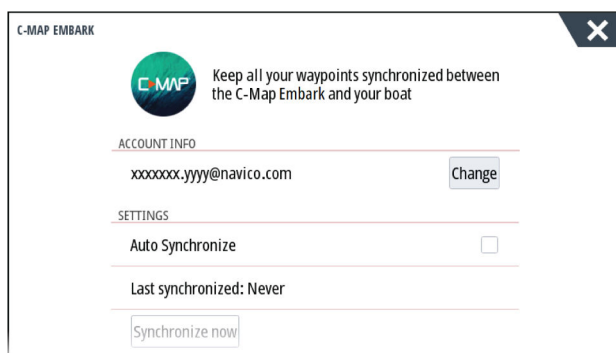 C-MAP EMBARK
C-MAP
Keep all your waypoints synchronized between
the C-Map Embark and your boat
ACCOUNT INFO
xxxxxxx.yyyy@navico.com
Change
SETTINGS
Auto Synchronize
Last synchronized: Never
Synchronize now